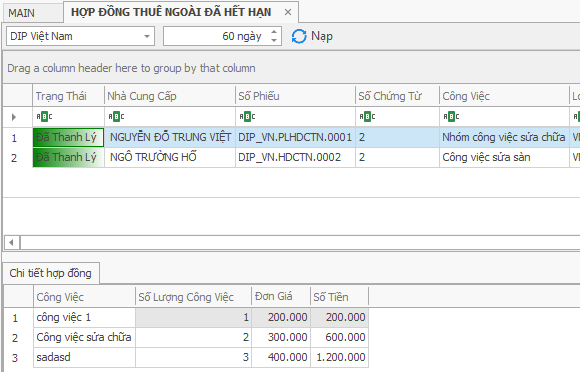 MAIN HỢP ĐỒNG THUÊ NGOÀI ĐÃ HẾT HẠN ×
DIP Việt Nam 60 ngày Nạp
Drag a column header here to group by that column
Trạng Thái Nhà Cung Cấp Số Phiếu Số Chứng Từ Công Việc
ABC ABC ABC ABC ABC
1 Đã Thanh Lý NGUYỄN ĐỖ TRUNG VIỆT DIP_VN.PLHDCTN.0001 2 Nhóm công việc sửa chữa
2 Đã Thanh Lý NGÔ TRƯỜNG HỒ DIP_VN.HDCTN.0002 2 Công việc sửa sàn
Chi tiết hợp đồng
Công Việc Số Lượng Công Việc Đơn Giá Số Tiền
1 công việc 1 1 200.000 200.000
2 Công việc sửa chữa 2 300.000 600.000
3 sadasd 3 400.000 1.200.000